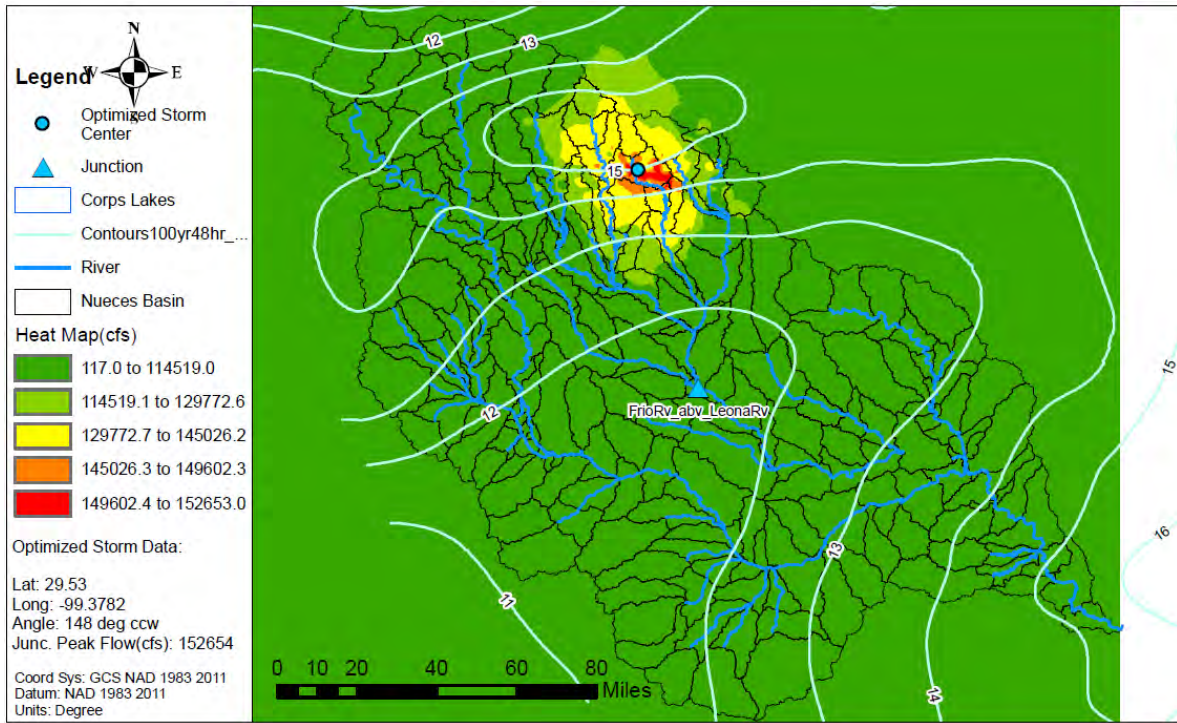 N
W
E
S
Legend
Optimized Storm
Center
Junction
Corps Lakes
Contours100yr48hr_...
River
Nueces Basin
Heat Map(cfs)
117.0 to 114519.0
114519.1 to 129772.6
129772.7 to 145026.2
145026.3 to 149602.3
149602.4 to 152653.0
Optimized Storm Data:
Lat: 29.53
Long: -99.3782
Angle: 148 deg ccw
Junc. Peak Flow(cfs): 152654
Coord Sys: GCS NAD 1983 2011
Datum: NAD 1983 2011
Units: Degree
12
13
15
15
FrioRv_abv_LeonaRv
12
16
13
11
14
0 10 20 40 60 80
Miles